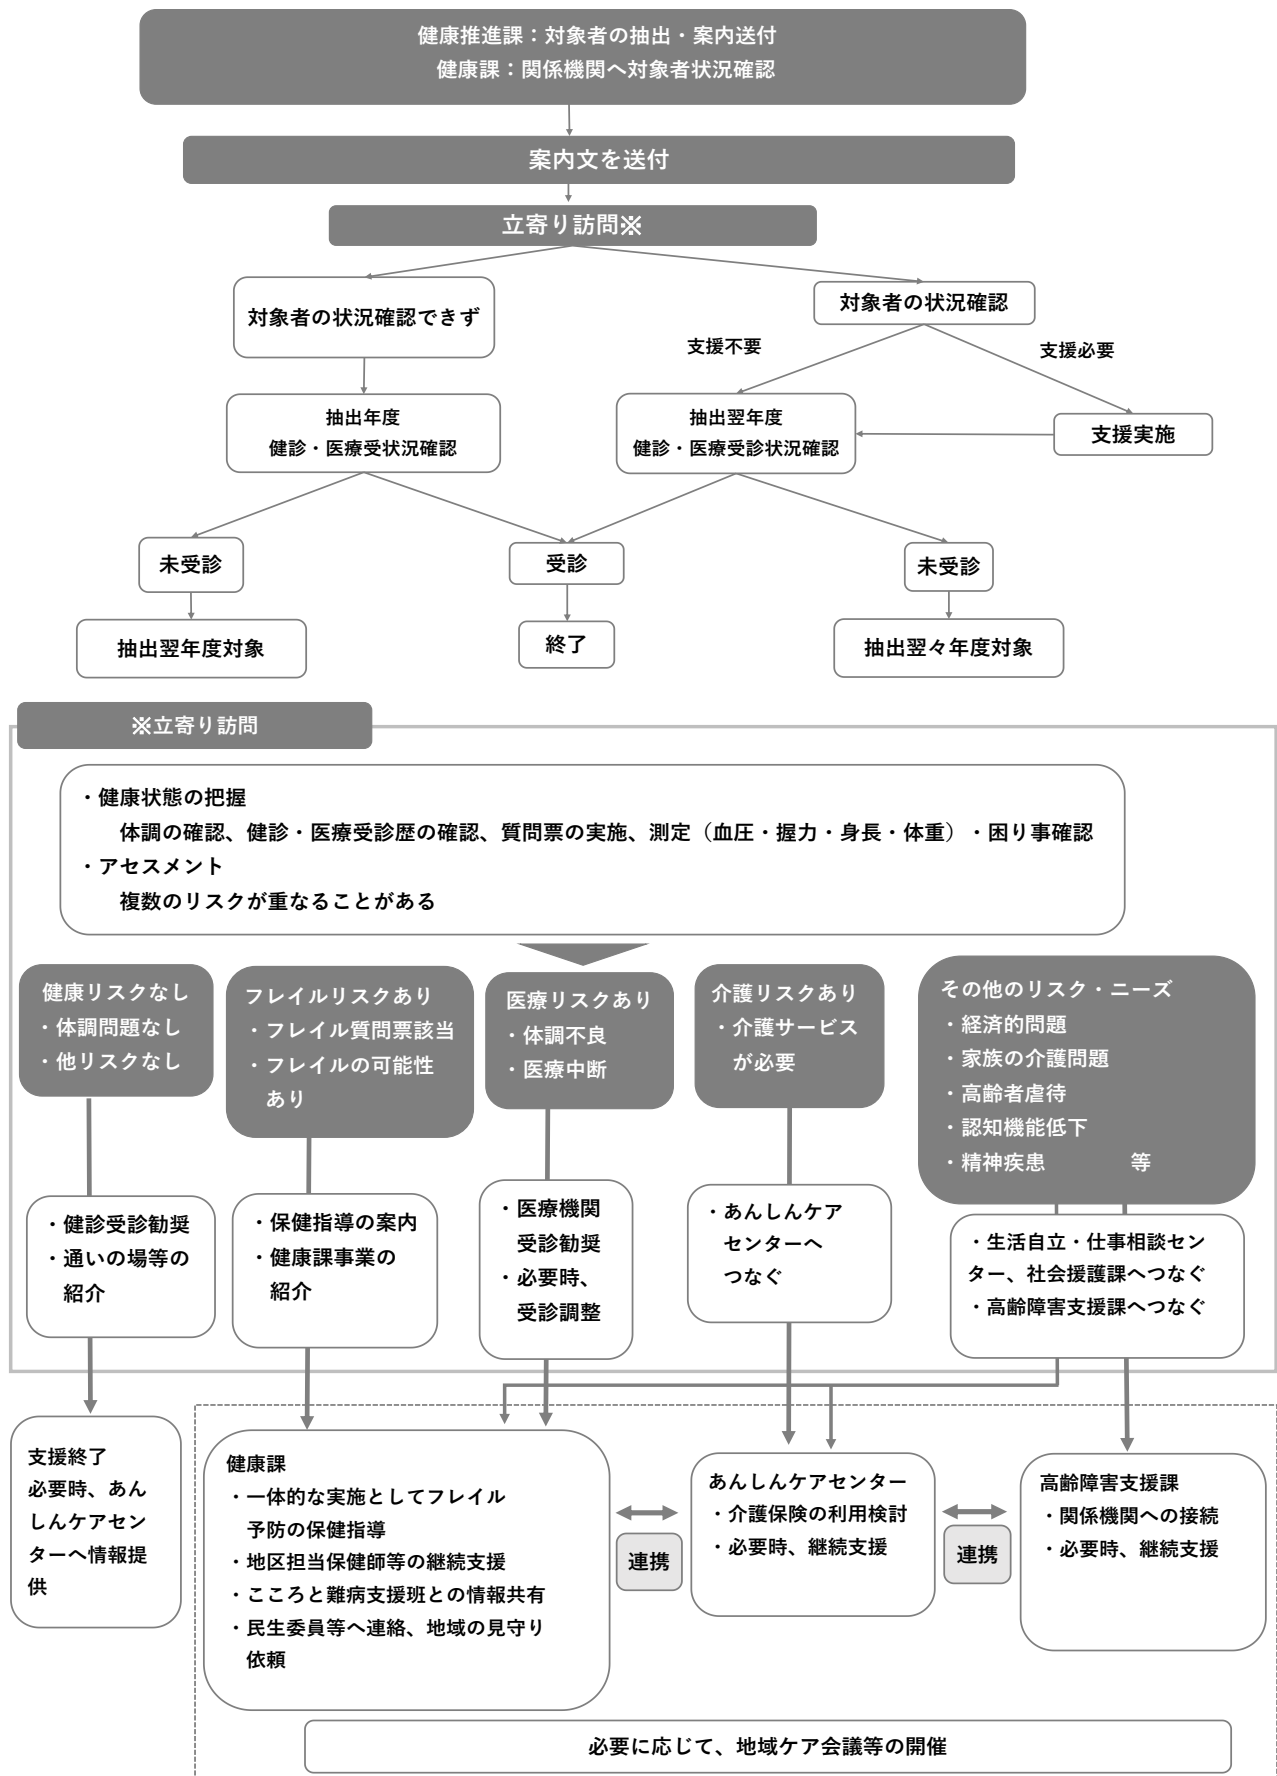 健康推進課：対象者の抽出・案内送付
健康課：関係機関へ対象者状況確認
案内文を送付
立寄り訪問※
対象者の状況確認できず
対象者の状況確認
支援不要
支援必要
抽出年度
健診・医療受状況確認
抽出翌年度
健診・医療受診状況確認
支援実施
未受診
受診
未受診
抽出翌年度対象
終了
抽出翌々年度対象
※立寄り訪問
・健康状態の把握
体調の確認、健診・医療受診歴の確認、質問票の実施、測定（血圧・握力・身長・体重）・困り事確認
・アセスメント
複数のリスクが重なることがある
健康リスクなし
・体調問題なし
・他リスクなし
フレイルリスクあり
・フレイル質問票該当
・フレイルの可能性
あり
医療リスクあり
・体調不良
・医療中断
介護リスクあり
・介護サービス
が必要
その他のリスク・ニーズ
・経済的問題
・家族の介護問題
・高齢者虐待
・認知機能低下
・精神疾患　　　　等
・健診受診勧奨
・通いの場等の
紹介
・保健指導の案内
・健康課事業の
紹介
・医療機関
受診勧奨
・必要時、
受診調整
・あんしんケア
センターへ
つなぐ
・生活自立・仕事相談セン
ター、社会援護課へつなぐ
・高齢障害支援課へつなぐ
支援終了
必要時、あん
しんケアセン
ターへ情報提
供
健康課
・一体的な実施としてフレイル
予防の保健指導
・地区担当保健師等の継続支援
・こころと難病支援班との情報共有
・民生委員等へ連絡、地域の見守り
依頼
連携
あんしんケアセンター
・介護保険の利用検討
・必要時、継続支援
連携
高齢障害支援課
・関係機関への接続
・必要時、継続支援
必要に応じて、地域ケア会議等の開催